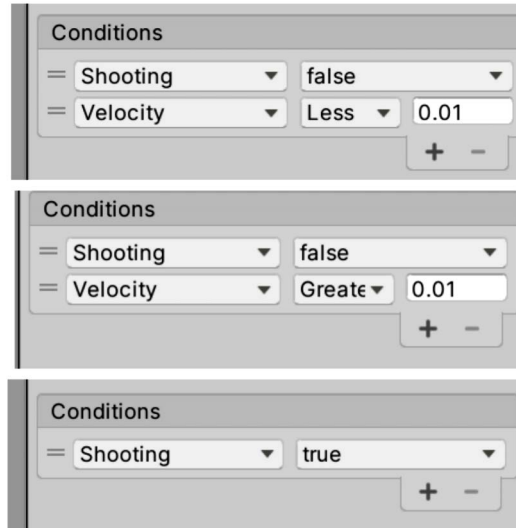 Conditions
Shooting false
Velocity Less 0.01
+ −
Conditions
Shooting false
Velocity Greate 0.01
+ −
Conditions
Shooting true
+ −